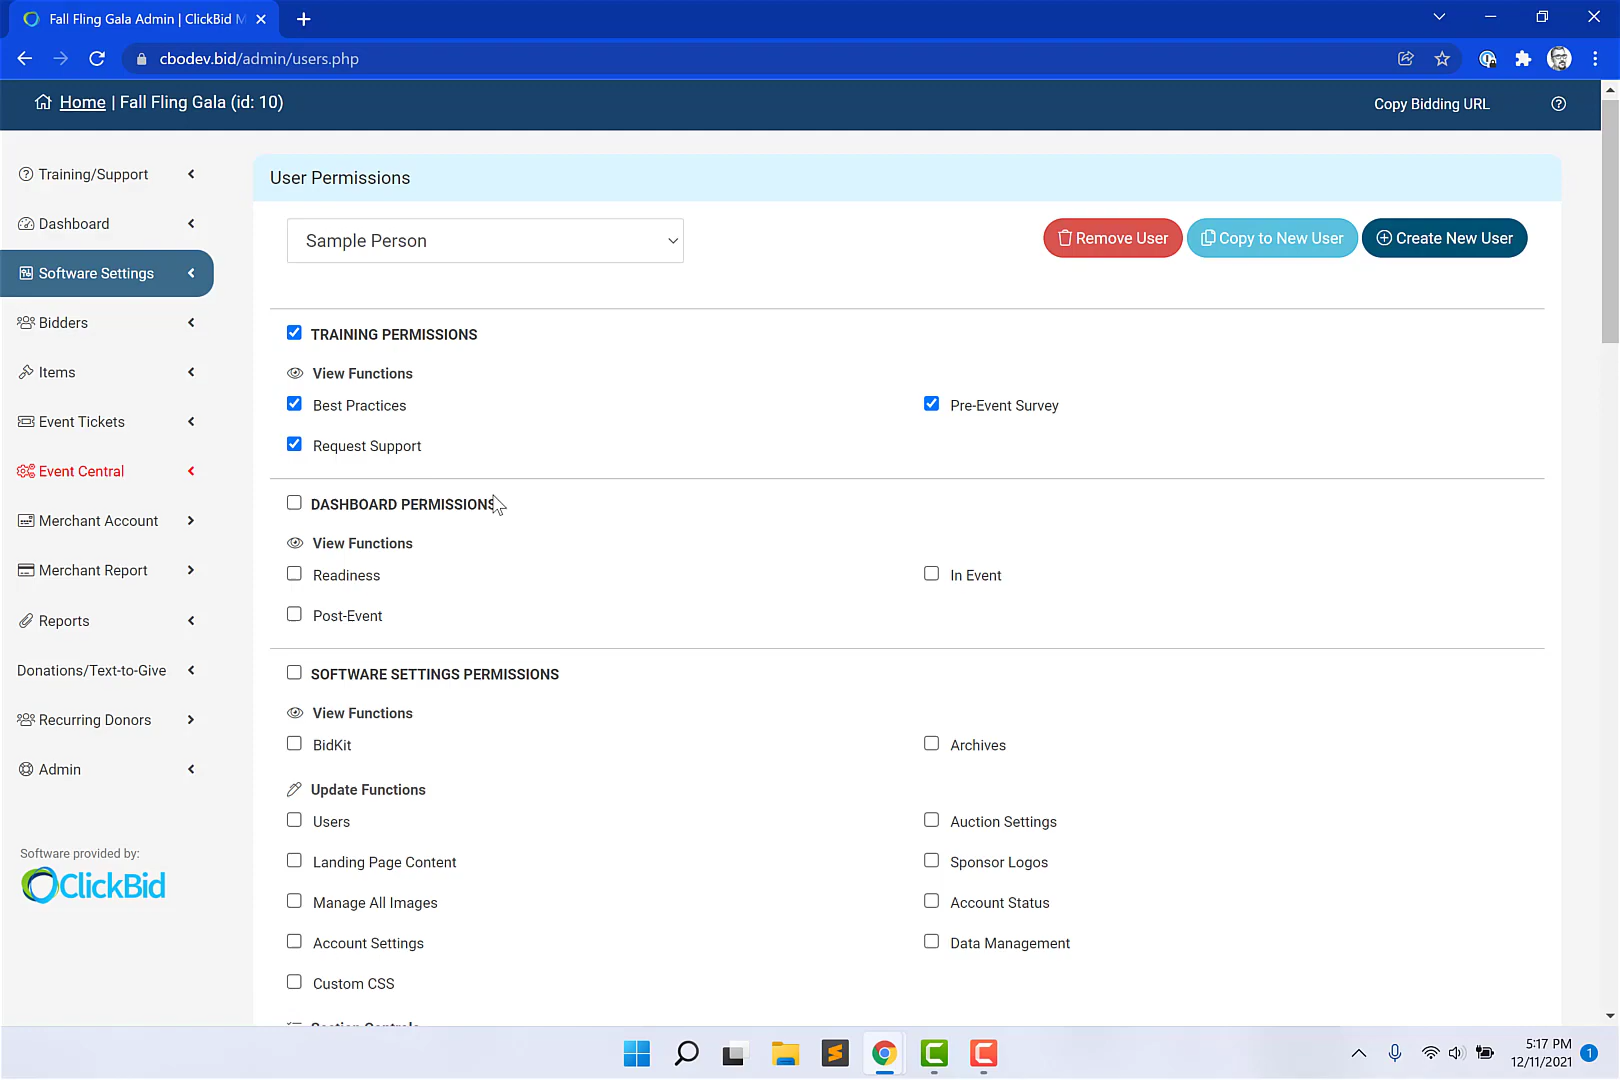 Fall Fling Gala Admin | ClickBid M
cbodev.bid/admin/users.php
Home | Fall Fling Gala (id: 10)
Copy Bidding URL
Training/Support
Dashboard
Software Settings
Bidders
Items
Event Tickets
Event Central
Merchant Account
Merchant Report
Reports
Donations/Text-to-Give
Recurring Donors
Admin
Software provided by:
ClickBid
User Permissions
Sample Person
Remove User
Copy to New User
Create New User
TRAINING PERMISSIONS
View Functions
Best Practices
Pre-Event Survey
Request Support
DASHBOARD PERMISSIONS
View Functions
Readiness
In Event
Post-Event
SOFTWARE SETTINGS PERMISSIONS
View Functions
BidKit
Archives
Update Functions
Users
Auction Settings
Landing Page Content
Sponsor Logos
Manage All Images
Account Status
Account Settings
Data Management
Custom CSS
Section Controls
5:17 PM
12/11/2021
1